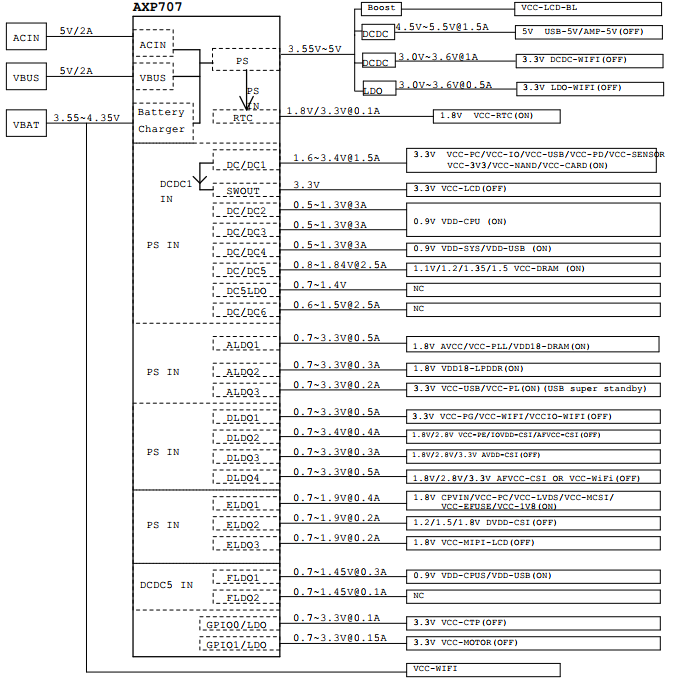 AXP707
Boost
VCC-LCD-BL
ACIN
5V/2A
ACIN
DCDC
4.5V~5.5V@1.5A
5V USB-5V/AMP-5V(OFF)
3.55V~5V
PS
DCDC
3.0V~3.6V@1A
3.3V DCDC-WIFI(OFF)
VBUS
5V/2A
VBUS
LDO
3.0V~3.6V@0.5A
3.3V LDO-WIFI(OFF)
PS
IN
VBAT
3.55~4.35V
Battery
Charger
RTC
1.8V/3.3V@0.1A
1.8V VCC-RTC(ON)
DC/DC1
1.6~3.4V@1.5A
3.3V VCC-PC/VCC-IO/VCC-USB/VCC-PD/VCC-SENSOR
VCC-3V3/VCC-NAND/VCC-CARD(ON)
DCDC1
IN
SWOUT
3.3V
3.3V VCC-LCD(OFF)
DC/DC2
0.5~1.3V@3A
0.9V VDD-CPU (ON)
DC/DC3
0.5~1.3V@3A
PS IN
DC/DC4
0.5~1.3V@3A
0.9V VDD-SYS/VDD-USB (ON)
DC/DC5
0.8~1.84V@2.5A
1.1V/1.2/1.35/1.5 VCC-DRAM (ON)
DC5LDO
0.7~1.4V
NC
DC/DC6
0.6~1.5V@2.5A
NC
ALDO1
0.7~3.3V@0.5A
1.8V AVCC/VCC-PLL/VDD18-DRAM(ON)
PS IN
ALDO2
0.7~3.3V@0.3A
1.8V VDD18-LPDDR(ON)
ALDO3
0.7~3.3V@0.2A
3.3V VCC-USB/VCC-PL(ON)(USB super standby)
DLDO1
0.7~3.3V@0.5A
3.3V VCC-PG/VCC-WIFI/VCCIO-WIFI(OFF)
DLDO2
0.7~3.4V@0.4A
1.8V/2.8V VCC-PE/IOVDD-CSI/AFVCC-CSI(OFF)
PS IN
DLDO3
0.7~3.3V@0.3A
1.8V/2.8V/3.3V AVDD-CSI(OFF)
DLDO4
0.7~3.3V@0.5A
1.8V/2.8V/3.3V AFVCC-CSI OR VCC-WiFi(OFF)
ELDO1
0.7~1.9V@0.4A
1.8V CPVIN/VCC-PC/VCC-LVDS/VCC-MCSI/
VCC-EFUSE/VCC-1V8(ON)
PS IN
ELDO2
0.7~1.9V@0.2A
1.2/1.5/1.8V DVDD-CSI(OFF)
ELDO3
0.7~1.9V@0.2A
1.8V VCC-MIPI-LCD(OFF)
DCDC5 IN
FLDO1
0.7~1.45V@0.3A
0.9V VDD-CPUS/VDD-USB(ON)
FLDO2
0.7~1.45V@0.1A
NC
GPIO0/LDO
0.7~3.3V@0.1A
3.3V VCC-CTP(OFF)
GPIO1/LDO
0.7~3.3V@0.15A
3.3V VCC-MOTOR(OFF)
VCC-WIFI